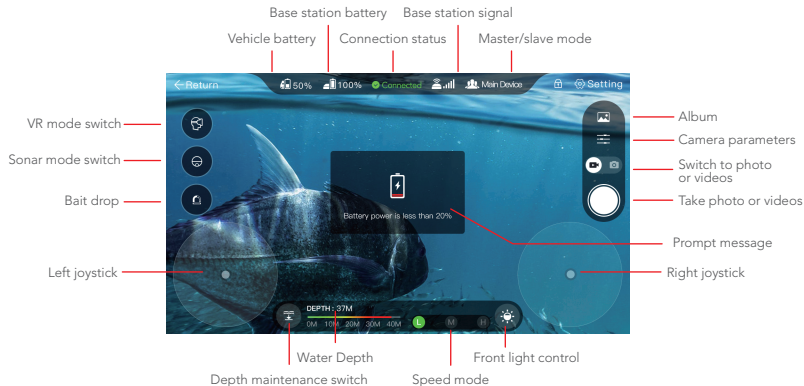 Base station battery
Base station signal
Vehicle battery
Connection status
Master/slave mode
Return
50%
100%
Connected
Main Device
Setting
VR mode switch
Sonar mode switch
Bait drop
Left joystick
Album
Camera parameters
Switch to photo
or videos
Take photo or videos
Battery power is less than 20%
Prompt message
Right joystick
DEPTH : 37M
0M 10M 20M 30M 40M
L M H
Water Depth
Front light control
Depth maintenance switch
Speed mode